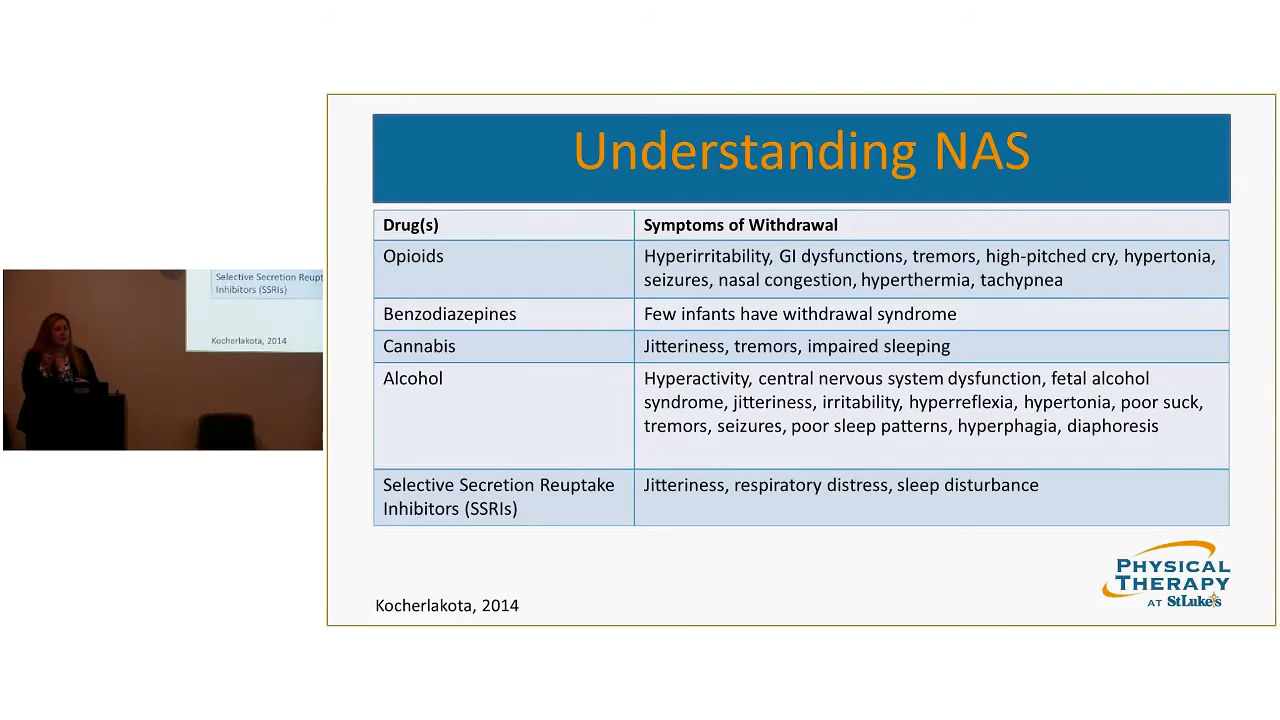 Understanding NAS
Drug(s) Symptoms of Withdrawal
Opioids Hyperirritability, GI dysfunctions, tremors, high-pitched cry, hypertonia,
seizures, nasal congestion, hyperthermia, tachypnea
Benzodiazepines Few infants have withdrawal syndrome
Cannabis Jitteriness, tremors, impaired sleeping
Alcohol Hyperactivity, central nervous system dysfunction, fetal alcohol
syndrome, jitteriness, irritability, hyperreflexia, hypertonia, poor suck,
tremors, seizures, poor sleep patterns, hyperphagia, diaphoresis
Selective Secretion Reuptake Jitteriness, respiratory distress, sleep disturbance
Inhibitors (SSRIs)
Kocherlakota, 2014
PHYSICAL
THERAPY
AT StLuke's
Selective Secretion Reupt
Inhibitors (SSRIs)
Kocherlakota, 2014